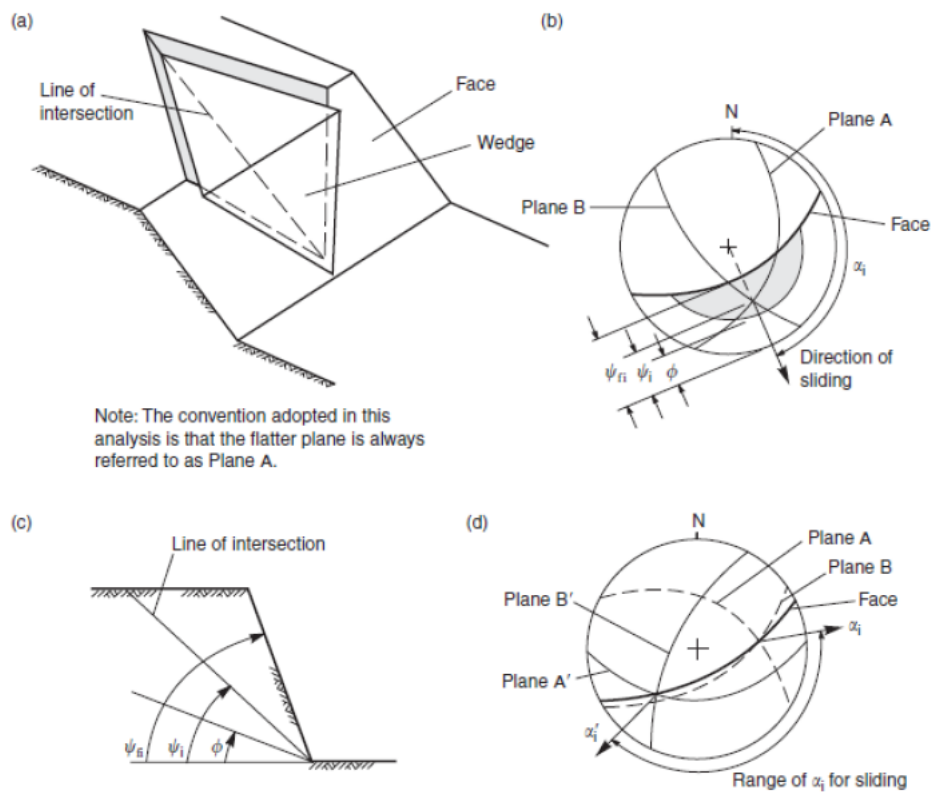 (a)
Line of
intersection
Face
Wedge
Note: The convention adopted in this
analysis is that the flatter plane is always
referred to as Plane A.
(b)
N
Plane A
Plane B
Face
αi
ψfi ψi ϕ
Direction of
sliding
(c)
Line of intersection
ψfi ψi ϕ
(d)
N
Plane A
Plane B
Plane B′
Face
αi
Plane A′
αi′
Range of αi for sliding